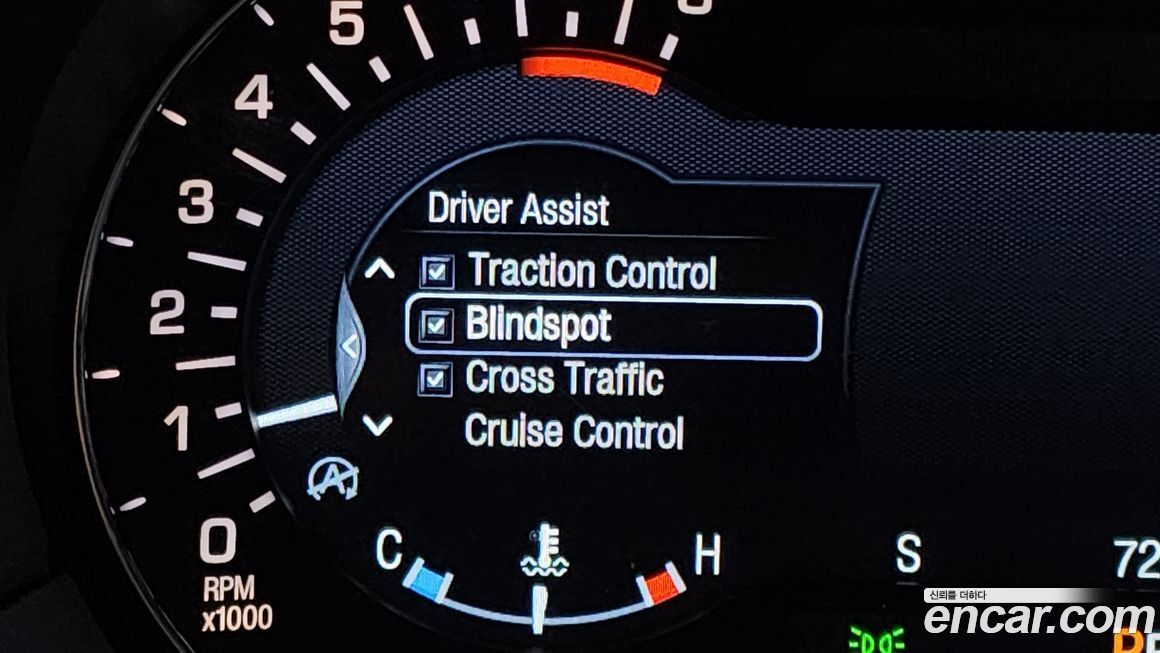 5
4
3
2
1
0
RPM
x1000
Driver Assist
Traction Control
Blindspot
Cross Traffic
Cruise Control
A
C
H
S
72
신뢰를 더하다
encar.com